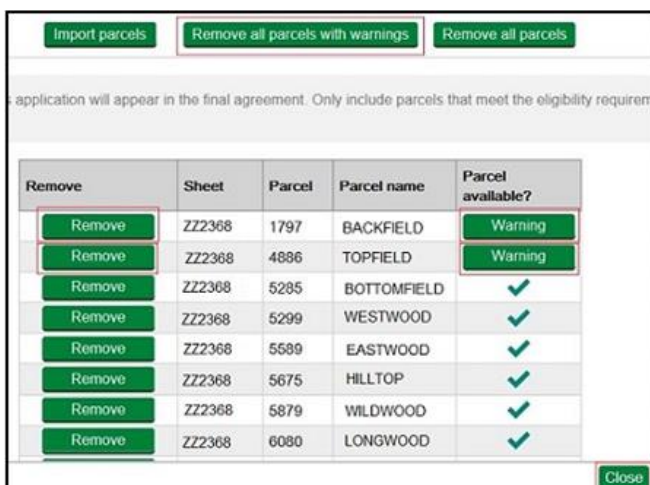 Import parcels Remove all parcels with warnings Remove all parcels
application will appear in the final agreement. Only include parcels that meet the eligibility
Remove Sheet Parcel Parcel name Parcel available?
Remove ZZ2368 1797 BACKFIELD Warning
Remove ZZ2368 4886 TOPFIELD Warning
Remove ZZ2368 5285 BOTTOMFIELD
Remove ZZ2368 5299 WESTWOOD
Remove ZZ2368 5589 EASTWOOD
Remove ZZ2368 5675 HILLTOP
Remove ZZ2368 5879 WILDWOOD
Remove ZZ2368 6080 LONGWOOD
Close